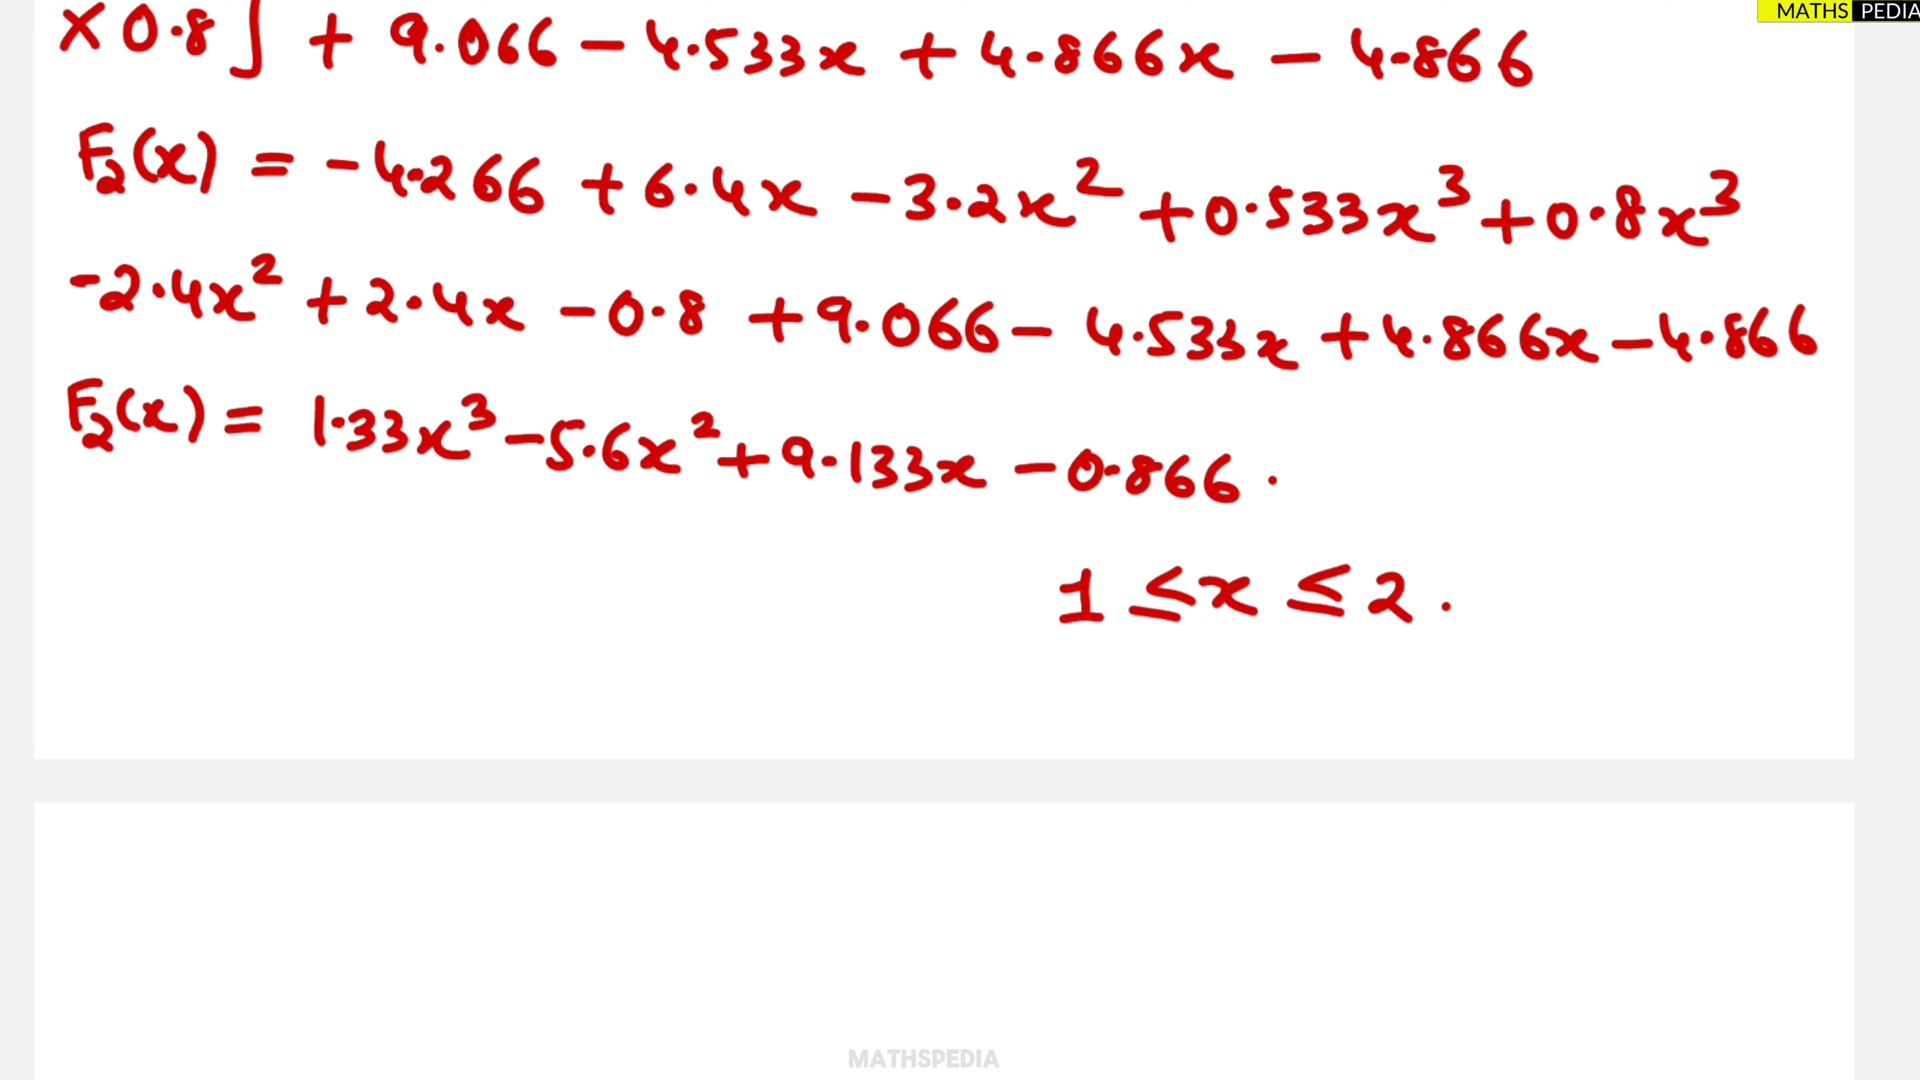 MATHS PEDIA
×0.8] + 9.066 - 4.533x + 4.866x - 4.866
F₂(x) = -4.266 + 6.4x - 3.2x² + 0.533x³ + 0.8x³
-2.4x² + 2.4x - 0.8 + 9.066 - 4.533x + 4.866x - 4.866
F₂(x) = 1.33x³ - 5.6x² + 9.133x - 0.866.
1 ≤ x ≤ 2.
MATHSPEDIA